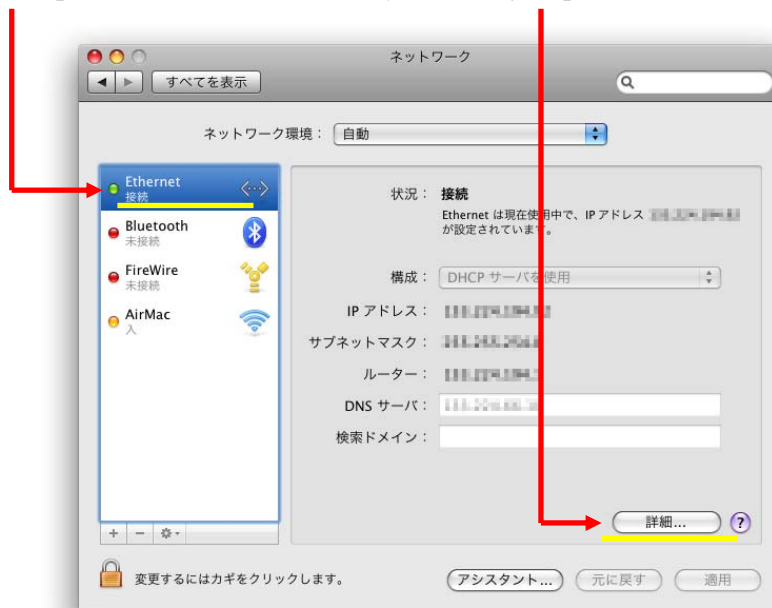 ネットワーク
すべてを表示
ネットワーク環境： 自動
Ethernet
接続
Bluetooth
未接続
FireWire
未接続
AirMac
入
状況： 接続
Ethernet は現在使用中で、IP アドレス
が設定されています。
構成： DHCP サーバを使用
IP アドレス：
サブネットマスク：
ルーター：
DNS サーバ：
検索ドメイン：
詳細... ?
変更するにはカギをクリックします。
アシスタント... 元に戻す 適用